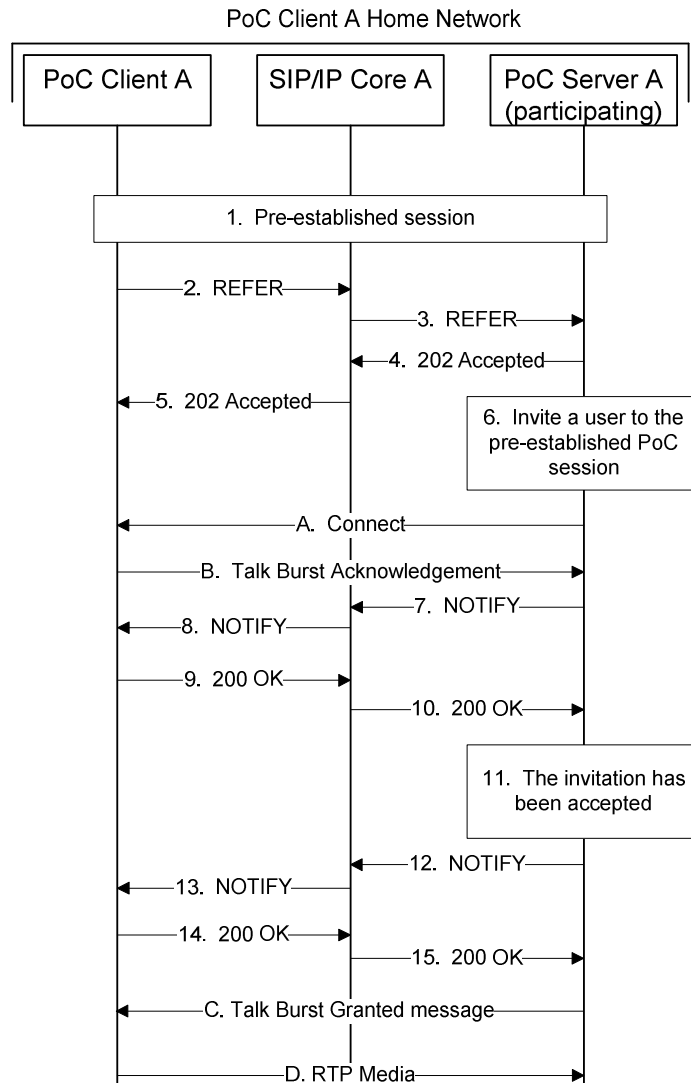 PoC Client A Home Network
PoC Client A
SIP/IP Core A
PoC Server A
(participating)
1. Pre-established session
2. REFER
3. REFER
4. 202 Accepted
5. 202 Accepted
6. Invite a user to the
pre-established PoC
session
A. Connect
B. Talk Burst Acknowledgement
7. NOTIFY
8. NOTIFY
9. 200 OK
10. 200 OK
11. The invitation has
been accepted
12. NOTIFY
13. NOTIFY
14. 200 OK
15. 200 OK
C. Talk Burst Granted message
D. RTP Media